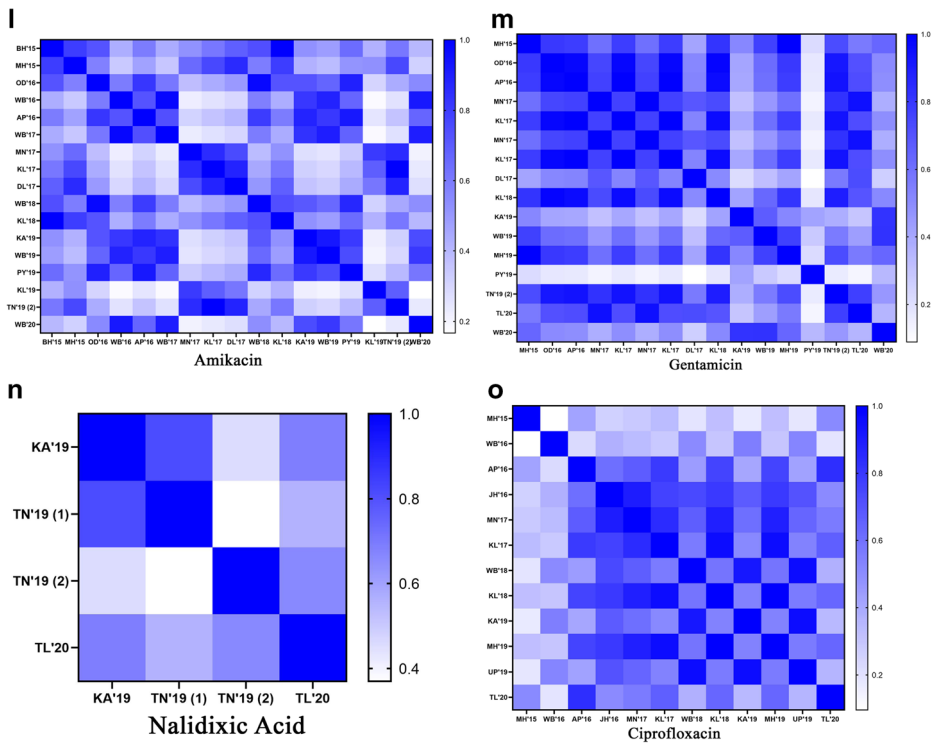 l
BH'15
MH'15
OD'16
WB'16
AP'16
WB'17
MN'17
KL'17
DL'17
WB'18
KL'18
KA'19
WB'19
PY'19
KL'19
TN'19 (2)
WB'20
BH'15 MH'15 OD'16 WB'16 AP'16 WB'17 MN'17 KL'17 DL'17 WB'18 KL'18 KA'19 WB'19 PY'19 KL'19 TN'19 (2) WB'20
Amikacin
1.0
0.8
0.6
0.4
0.2
m
MH'15
OD'16
AP'16
MN'17
KL'17
MN'17
KL'17
DL'17
KL'18
KA'19
WB'19
MH'19
PY'19
TN'19 (2)
TL'20
WB'20
MH'15 OD'16 AP'16 MN'17 KL'17 MN'17 KL'17 DL'17 KL'18 KA'19 WB'19 MH'19 PY'19 TN'19 (2) TL'20 WB'20
Gentamicin
1.0
0.8
0.6
0.4
0.2
n
KA'19
TN'19 (1)
TN'19 (2)
TL'20
KA'19 TN'19 (1) TN'19 (2) TL'20
Nalidixic Acid
1.0
0.8
0.6
0.4
o
MH'15
WB'16
AP'16
JH'16
MN'17
KL'17
WB'18
KL'18
KA'19
MH'19
UP'19
TL'20
MH'15 WB'16 AP'16 JH'16 MN'17 KL'17 WB'18 KL'18 KA'19 MH'19 UP'19 TL'20
Ciprofloxacin
1.0
0.8
0.6
0.4
0.2